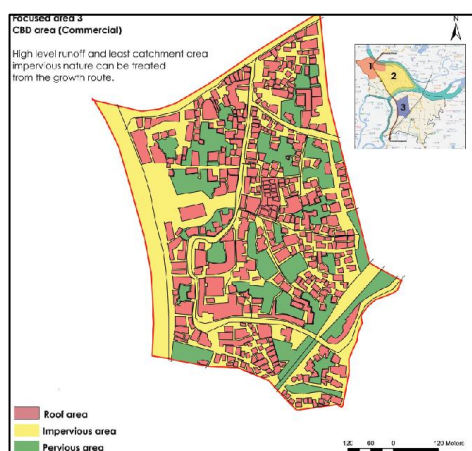 Focused area 3
CBD area (Commercial)
High level runoff and least catchment area
impervious nature can be treated
from the growth route.
N
1
2
3
Roof area
Impervious area
Pervious area
120 60 0 120 Meters